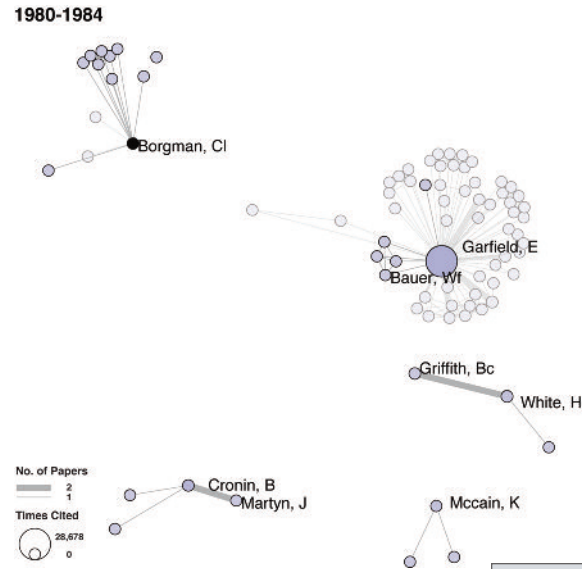 1980-1984
Borgman, Cl
Garfield, E
Bauer, Wf
Griffith, Bc
White, H
No. of Papers
2
1
Cronin, B
Martyn, J
Mccain, K
Times Cited
28,678
0